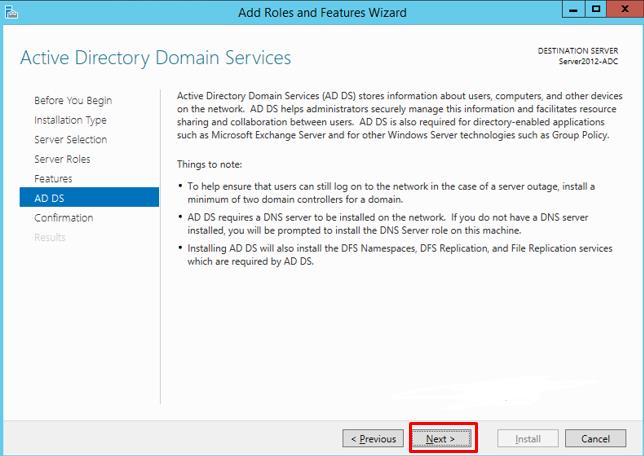 Add Roles and Features Wizard
Active Directory Domain Services
DESTINATION SERVER
Server2012-ADC
Before You Begin
Installation Type
Server Selection
Server Roles
Features
AD DS
Confirmation
Results
Active Directory Domain Services (AD DS) stores information about users, computers, and other devices
on the network.  AD DS helps administrators securely manage this information and facilitates resource
sharing and collaboration between users.  AD DS is also required for directory-enabled applications
such as Microsoft Exchange Server and for other Windows Server technologies such as Group Policy.
Things to note:
• To help ensure that users can still log on to the network in the case of a server outage, install a
minimum of two domain controllers for a domain.
• AD DS requires a DNS server to be installed on the network.  If you do not have a DNS server
installed, you will be prompted to install the DNS Server role on this machine.
• Installing AD DS will also install the DFS Namespaces, DFS Replication, and File Replication services
which are required by AD DS.
< Previous
Next >
Install
Cancel